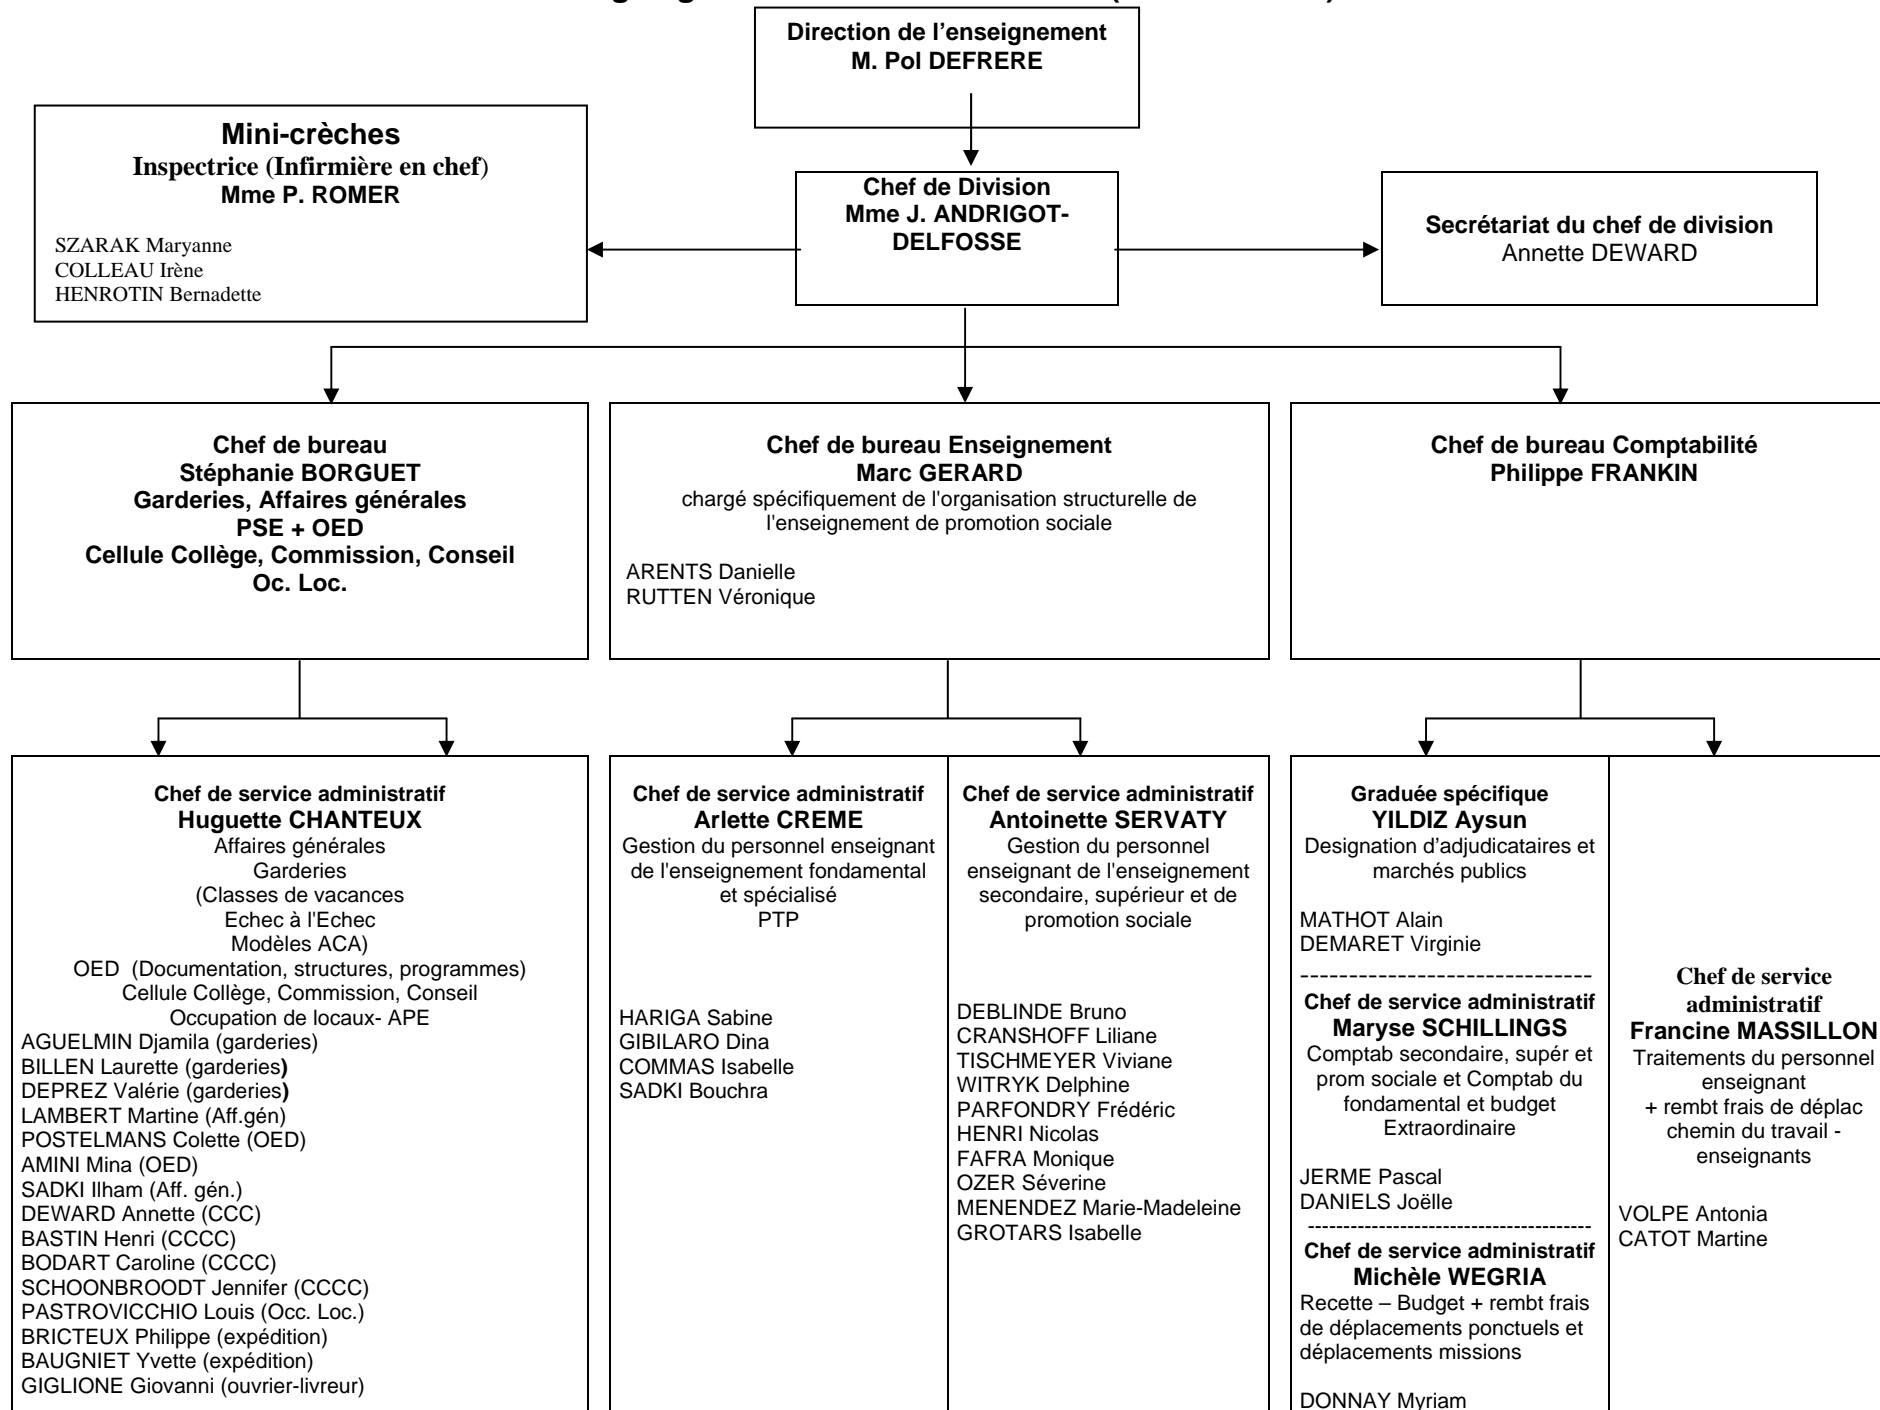 Direction de l’enseignement
M. Pol DEFRERE
Mini-crèches
Inspectrice (Infirmière en chef)
Mme P. ROMER
SZARAK Maryanne
COLLEAU Irène
HENROTIN Bernadette
Chef de Division
Mme J. ANDRIGOT-
DELFOSSE
Secrétariat du chef de division
Annette DEWARD
Chef de bureau
Stéphanie BORGUET
Garderies, Affaires générales
PSE + OED
Cellule Collège, Commission, Conseil
Oc. Loc.
Chef de bureau Enseignement
Marc GERARD
chargé spécifiquement de l'organisation structurelle de
l'enseignement de promotion sociale
ARENTS Danielle
RUTTEN Véronique
Chef de bureau Comptabilité
Philippe FRANKIN
Chef de service administratif
Huguette CHANTEUX
Affaires générales
Garderies
(Classes de vacances
Echec à l'Echec
Modèles ACA)
OED (Documentation, structures, programmes)
Cellule Collège, Commission, Conseil
Occupation de locaux- APE
AGUELMIN Djamila (garderies)
BILLEN Laurette (garderies)
DEPREZ Valérie (garderies)
LAMBERT Martine (Aff.gén)
POSTELMANS Colette (OED)
AMINI Mina (OED)
SADKI Ilham (Aff. gén.)
DEWARD Annette (CCC)
BASTIN Henri (CCCC)
BODART Caroline (CCCC)
SCHOONBROODT Jennifer (CCCC)
PASTROVICCHIO Louis (Occ. Loc.)
BRICTEUX Philippe (expédition)
BAUGNIET Yvette (expédition)
GIGLIONE Giovanni (ouvrier-livreur)
Chef de service administratif
Arlette CREME
Gestion du personnel enseignant
de l'enseignement fondamental
et spécialisé
PTP
HARIGA Sabine
GIBILARO Dina
COMMAS Isabelle
SADKI Bouchra
Chef de service administratif
Antoinette SERVATY
Gestion du personnel
enseignant de l'enseignement
secondaire, supérieur et de
promotion sociale
DEBLINDE Bruno
CRANSHOFF Liliane
TISCHMEYER Viviane
WITRYK Delphine
PARFONDRY Frédéric
HENRI Nicolas
FAFRA Monique
OZER Séverine
MENENDEZ Marie-Madeleine
GROTARS Isabelle
Graduée spécifique
YILDIZ Aysun
Designation d’adjudicataires et
marchés publics
MATHOT Alain
DEMARET Virginie
------------------------------
Chef de service administratif
Maryse SCHILLINGS
Comptab secondaire, supér et
prom sociale et Comptab du
fondamental et budget
Extraordinaire
JERME Pascal
DANIELS Joëlle
----------------------------------------
Chef de service administratif
Michèle WEGRIA
Recette – Budget + rembt frais
de déplacements ponctuels et
déplacements missions
DONNAY Myriam
Chef de service
administratif
Francine MASSILLON
Traitements du personnel
enseignant
+ rembt frais de déplac
chemin du travail -
enseignants
VOLPE Antonia
CATOT Martine